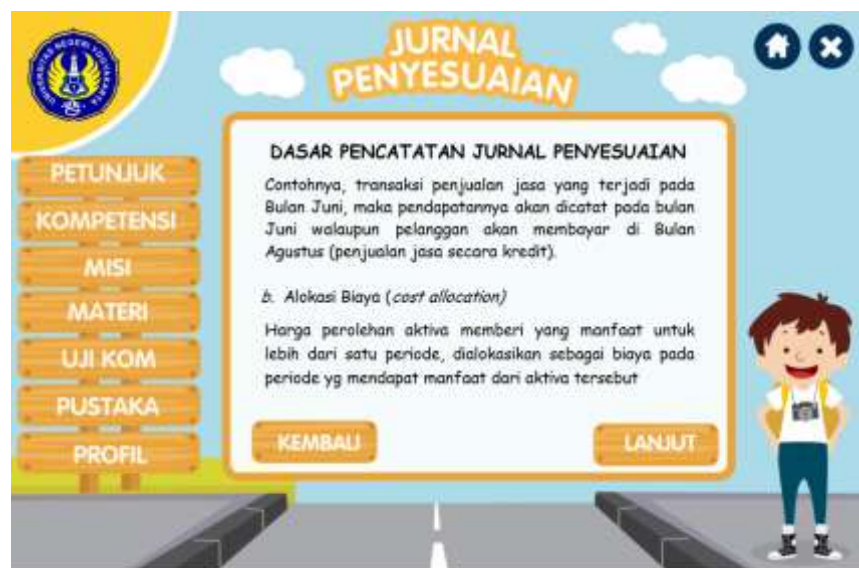 JURNAL
PENYESUAIAN
UNIVERSITAS NEGERI YOGYAKARTA
PETUNJUK
KOMPETENSI
MISI
MATERI
UJI KOM
PUSTAKA
PROFIL
DASAR PENCATATAN JURNAL PENYESUAIAN
Contohnya, transaksi penjualan jasa yang terjadi pada
Bulan Juni, maka pendapatannya akan dicatat pada bulan
Juni walaupun pelanggan akan membayar di Bulan
Agustus (penjualan jasa secara kredit).
b. Alokasi Biaya (cost allocation)
Harga perolehan aktiva memberi yang manfaat untuk
lebih dari satu periode, dialokasikan sebagai biaya pada
periode yg mendapat manfaat dari aktiva tersebut
KEMBALI
LANJUT